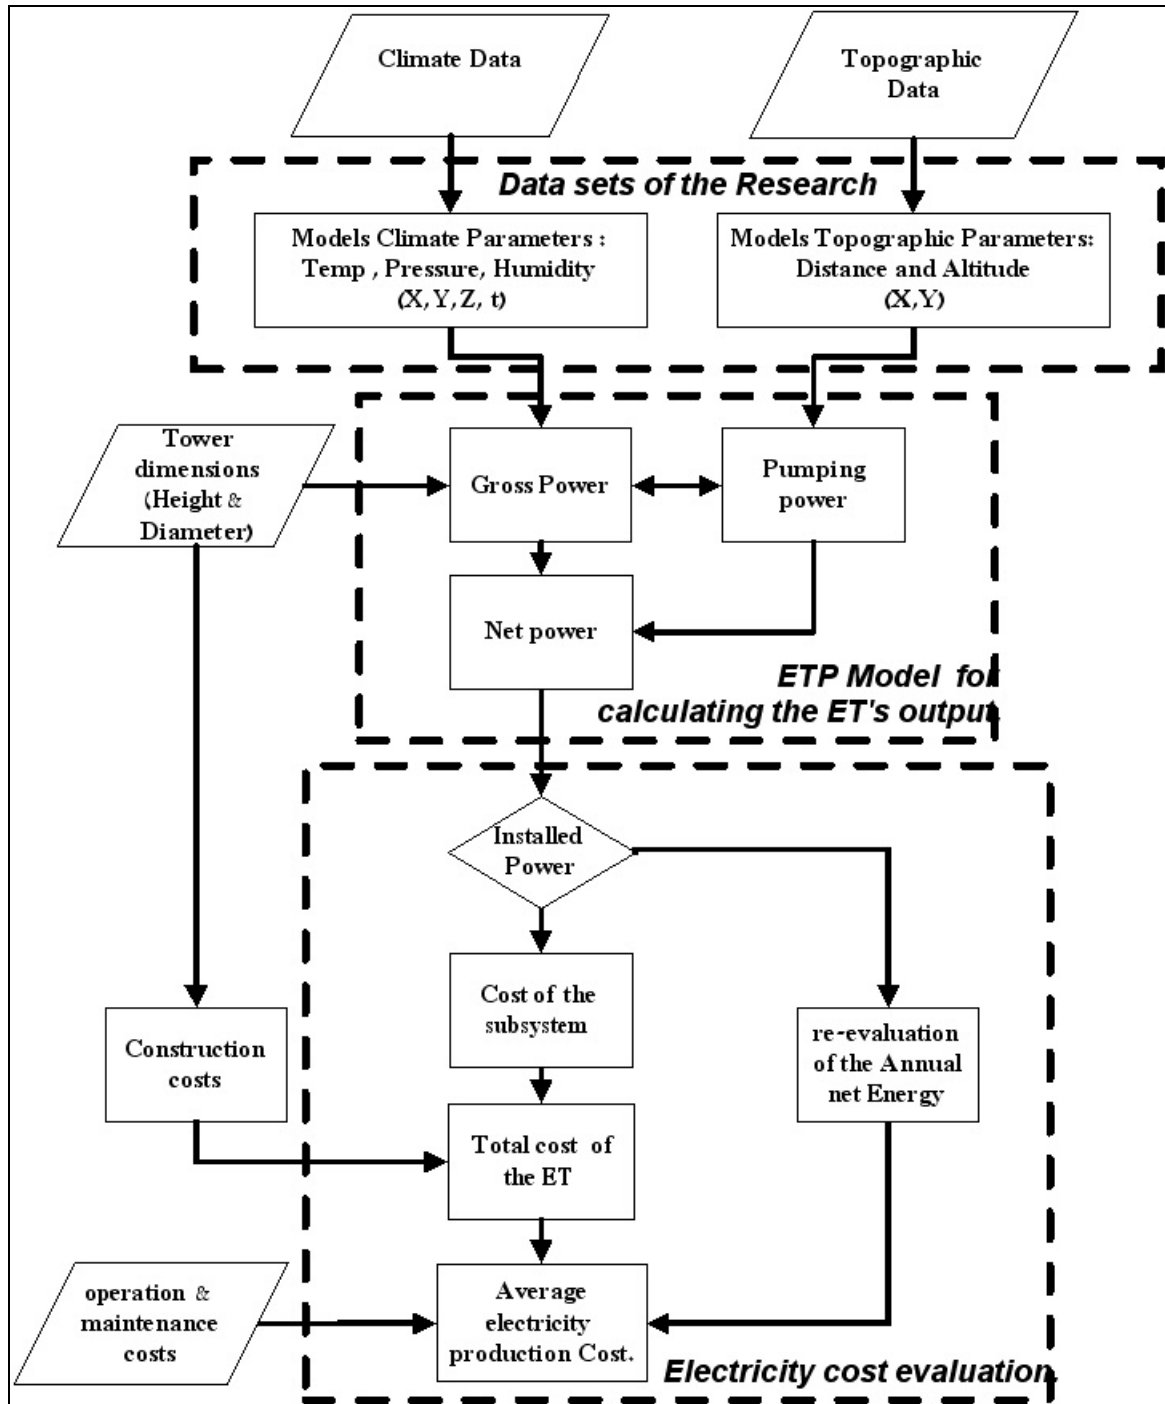 Climate Data
Topographic
Data
Data sets of the Research
Models Climate Parameters :
Temp , Pressure, Humidity
(X, Y, Z, t)
Models Topographic Parameters:
Distance and Altitude
(X,Y)
Tower
dimensions
(Height &
Diameter)
Gross Power
Pumping
power
Net power
ETP Model for
calculating the ET's output.
Installed
Power
Cost of the
subsystem
Construction
costs
re-evaluation
of the Annual
net Energy
Total cost of
the ET
operation &
maintenance
costs
Average
electricity
production Cost.
Electricity cost evaluation.